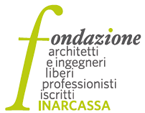 fondazione
architetti
e ingegneri
liberi
professionisti
iscritti
INARCASSA